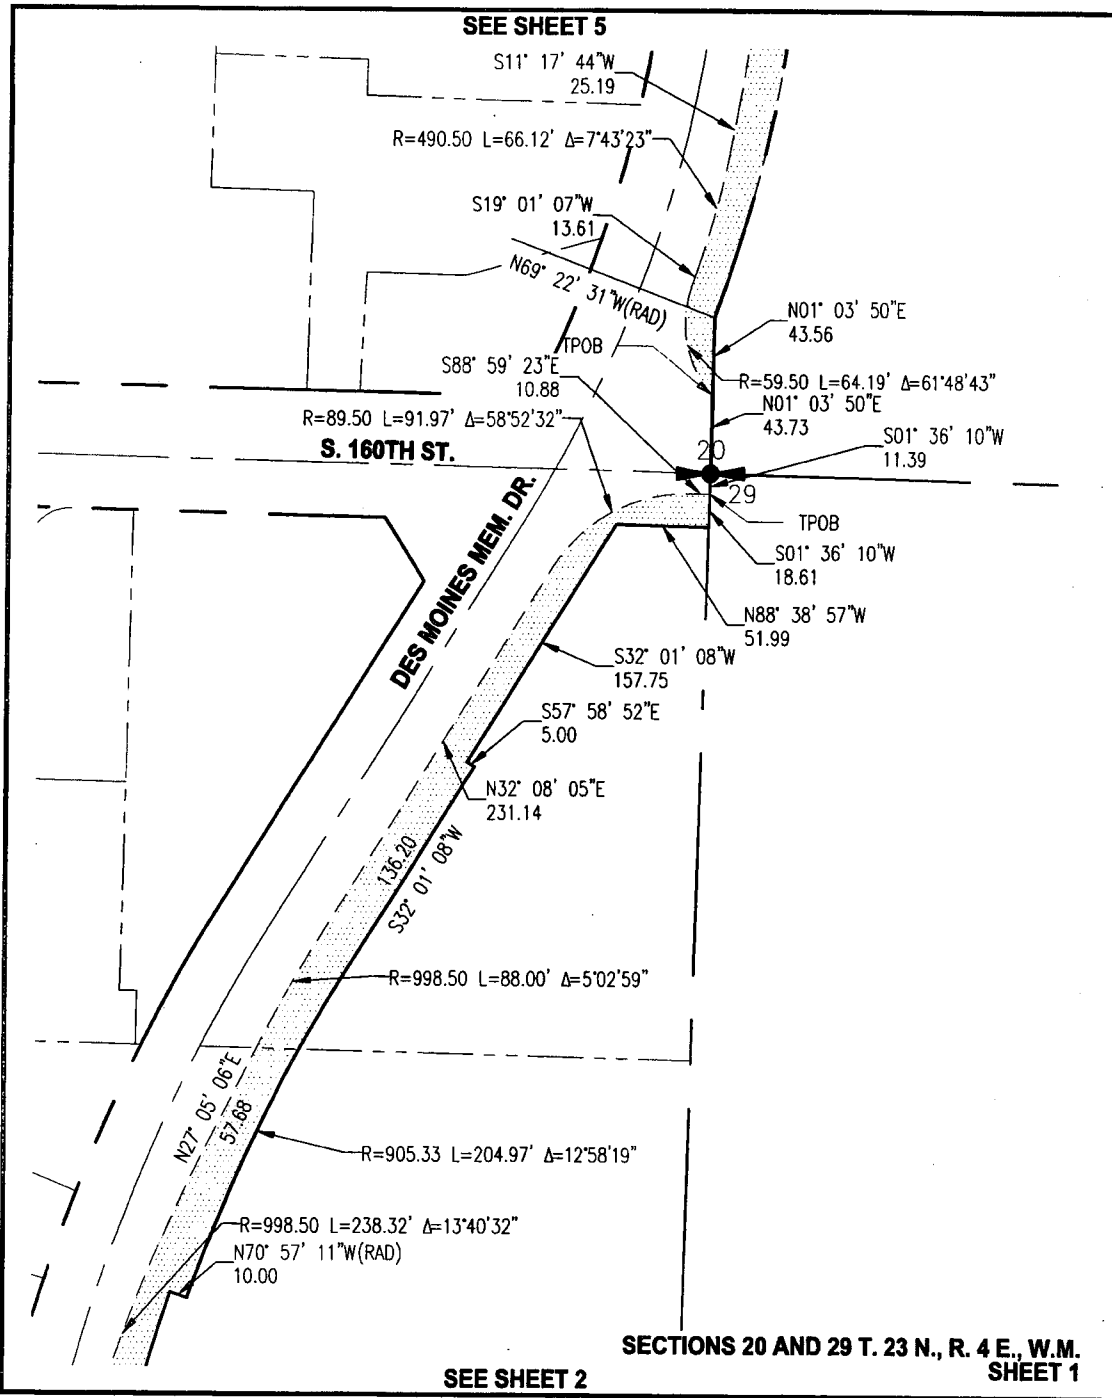 SEE SHEET 5
S11° 17' 44"W
25.19
R=490.50 L=66.12' Δ=7°43'23"
S19° 01' 07"W
13.61
N69° 22' 31"W(RAD)
N01° 03' 50"E
43.56
TPOB
S88° 59' 23"E
10.88
R=59.50 L=64.19' Δ=61°48'43"
N01° 03' 50"E
43.73
R=89.50 L=91.97' Δ=58°52'32"
S. 160TH ST.
20
S01° 36' 10"W
11.39
29
TPOB
S01° 36' 10"W
18.61
DES MOINES MEM. DR.
N88° 38' 57"W
51.99
S32° 01' 08"W
157.75
S57° 58' 52"E
5.00
N32° 08' 05"E
231.14
136.20
S32° 01' 08"W
R=998.50 L=88.00' Δ=5°02'59"
N27° 05' 06"E
57.68
R=905.33 L=204.97' Δ=12°58'19"
R=998.50 L=238.32' Δ=13°40'32"
N70° 57' 11"W(RAD)
10.00
SECTIONS 20 AND 29 T. 23 N., R. 4 E., W.M.
SHEET 1
SEE SHEET 2